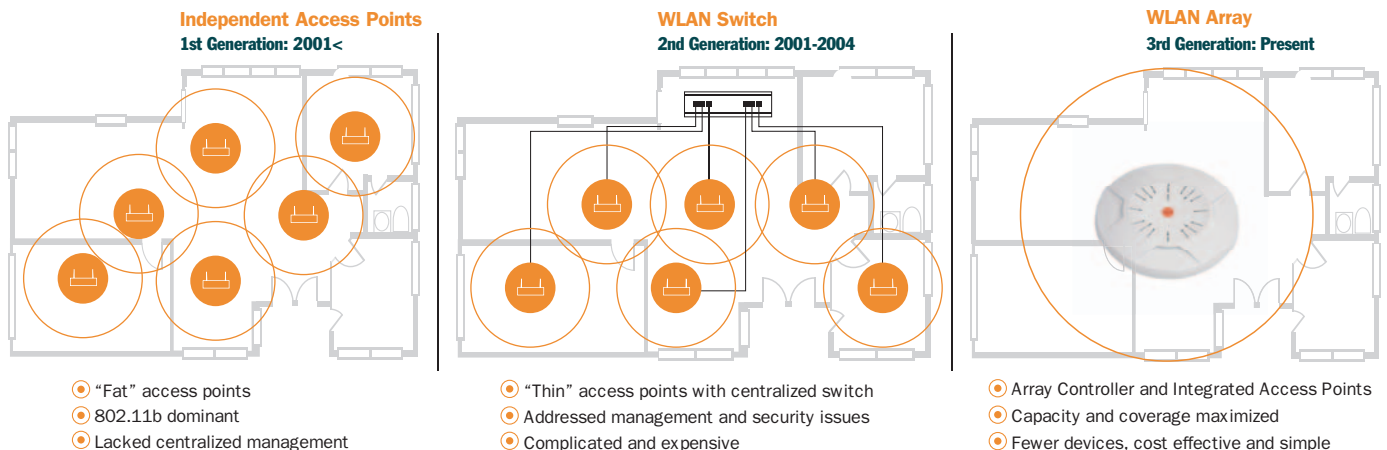 Independent Access Points
1st Generation: 2001<
"Fat" access points
802.11b dominant
Lacked centralized management
WLAN Switch
2nd Generation: 2001-2004
"Thin" access points with centralized switch
Addressed management and security issues
Complicated and expensive
WLAN Array
3rd Generation: Present
Array Controller and Integrated Access Points
Capacity and coverage maximized
Fewer devices, cost effective and simple